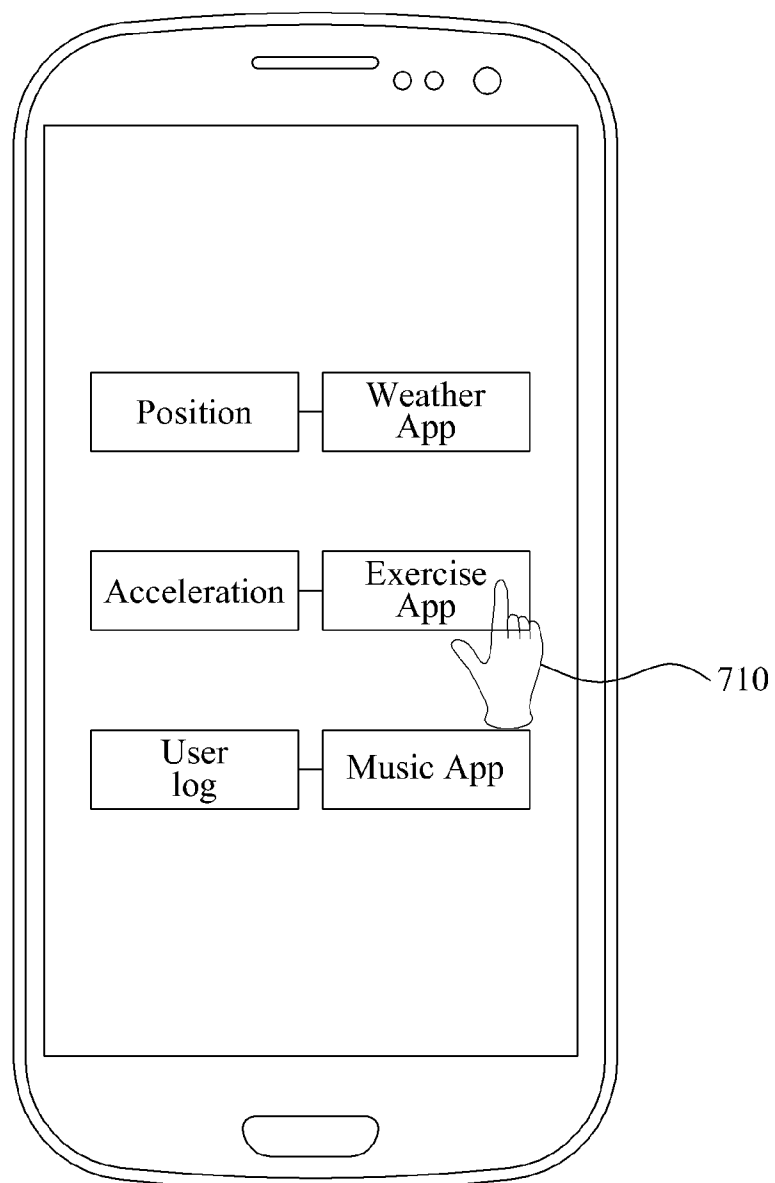 Position
Weather
App
Acceleration
Exercise
App
710
User
log
Music App